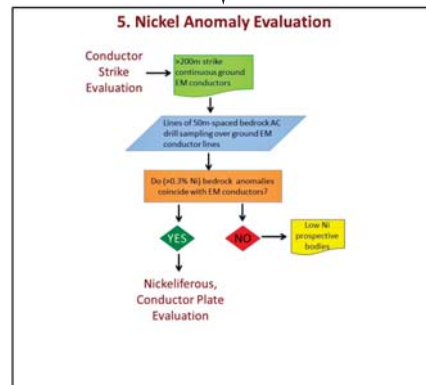 5. Nickel Anomaly Evaluation
Conductor
Strike
Evaluation
>200m strike
continuous ground
EM conductors
Lines of 50m-spaced bedrock AC
drill sampling over ground EM
conductor lines
Do (>0.3% Ni) bedrock anomalies
coincide with EM conductors?
YES
NO
Low Ni
prospective
bodies
Nickeliferous,
Conductor Plate
Evaluation